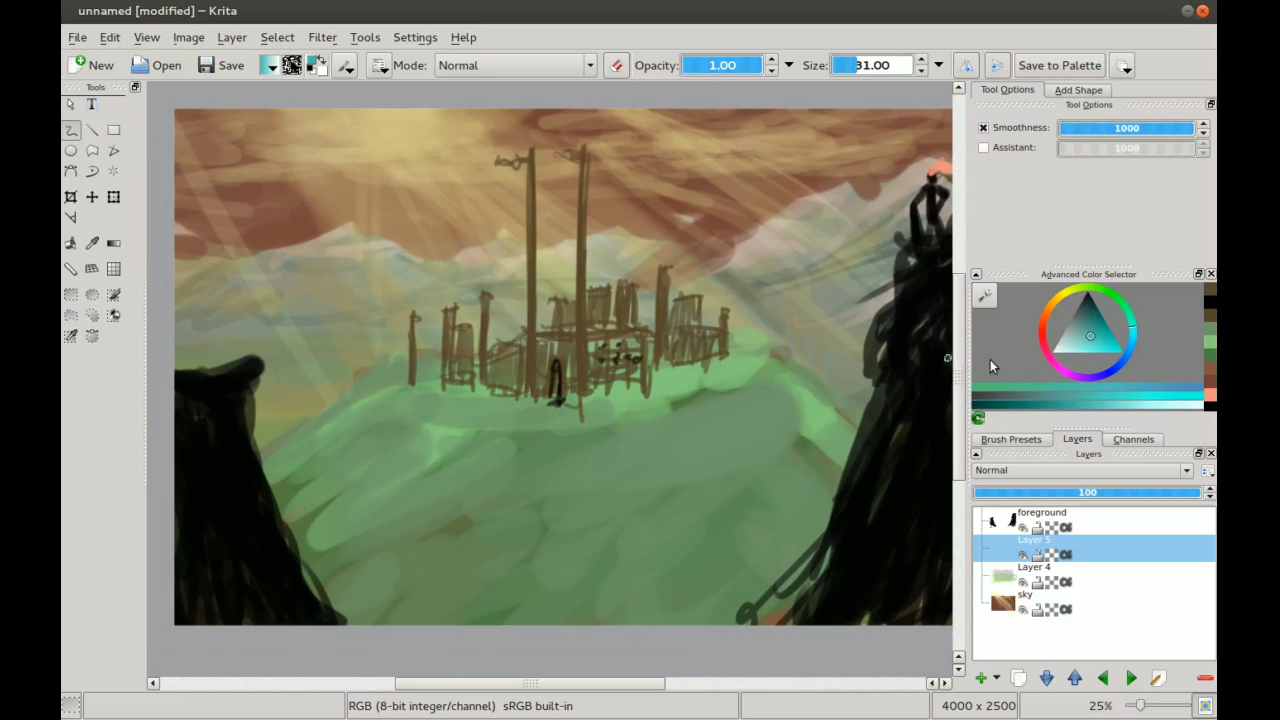 unnamed [modified] – Krita
File Edit View Image Layer Select Filter Tools Settings Help
New Open Save Mode: Normal Opacity: 1.00 Size: 31.00 Save to Palette
Tools
Tool Options Add Shape
Tool Options
Smoothness: 1000
Assistant: 1000
Advanced Color Selector
Brush Presets Layers Channels
Layers
Normal
100
foreground
Layer 5
Layer 4
sky
RGB (8-bit integer/channel) sRGB built-in 4000 x 2500 25%